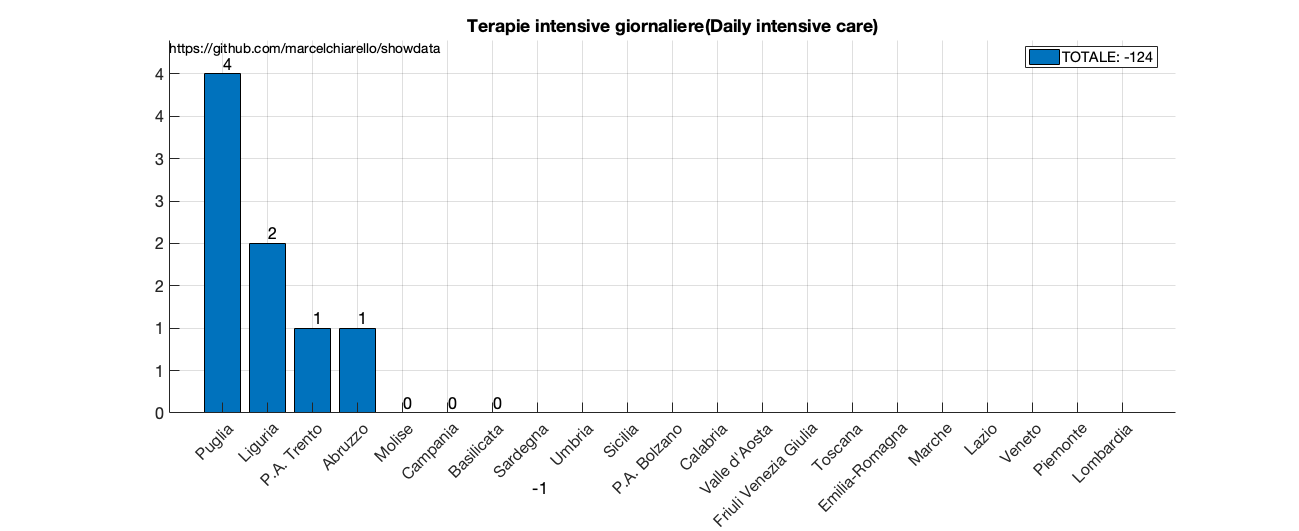 Terapie intensive giornaliere(Daily intensive care)
https://github.com/marcelchiarello/showdata
TOTALE: -124
4
4
3
3
2
2
1
1
0
4
2
1
1
0
0
0
-1
Puglia
Liguria
P.A. Trento
Abruzzo
Molise
Campania
Basilicata
Sardegna
Umbria
Sicilia
P.A. Bolzano
Calabria
Valle d'Aosta
Friuli Venezia Giulia
Toscana
Emilia-Romagna
Marche
Lazio
Veneto
Piemonte
Lombardia